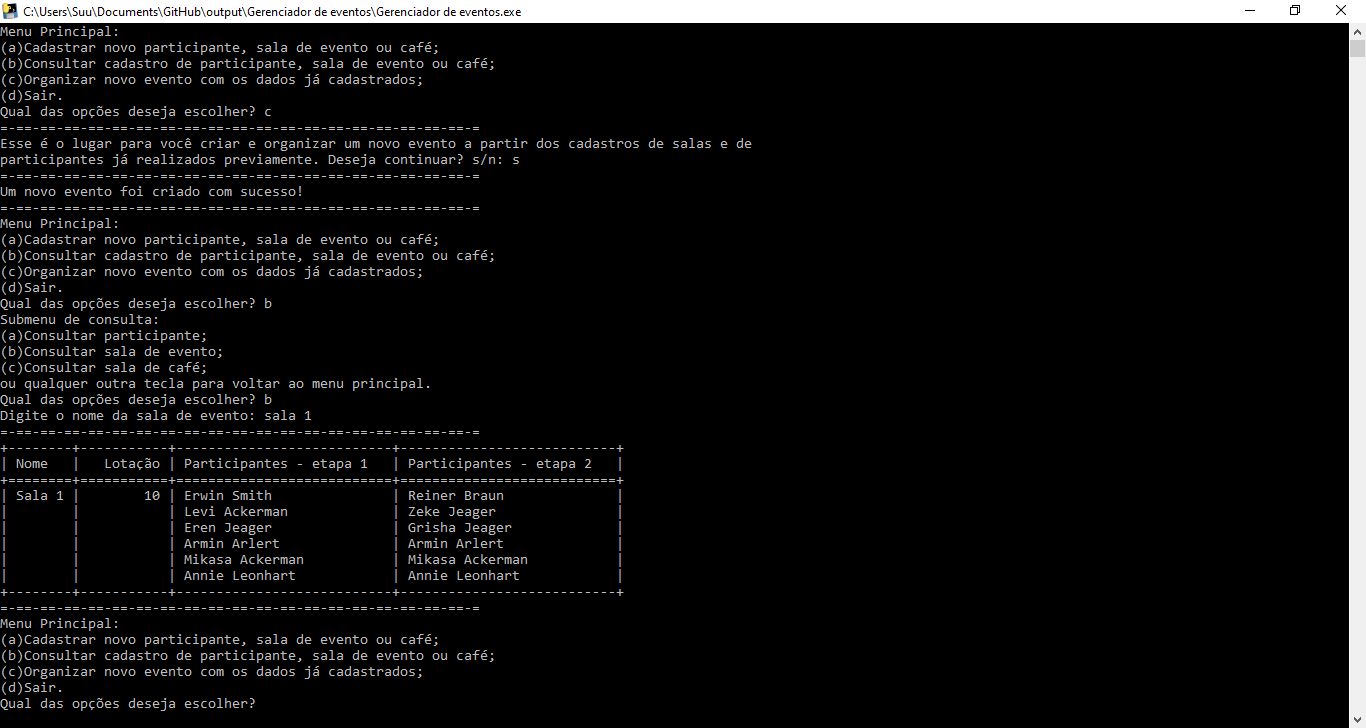 C:\Users\Suu\Documents\GitHub\output\Gerenciador de eventos\Gerenciador de eventos.exe
Menu Principal:
(a)Cadastrar novo participante, sala de evento ou café;
(b)Consultar cadastro de participante, sala de evento ou café;
(c)Organizar novo evento com os dados já cadastrados;
(d)Sair.
Qual das opções deseja escolher? c
=-==-==-==-==-==-==-==-==-==-==-==-==-==-==-==-==-==-==-==-=
Esse é o lugar para você criar e organizar um novo evento a partir dos cadastros de salas e de
participantes já realizados previamente. Deseja continuar? s/n: s
=-==-==-==-==-==-==-==-==-==-==-==-==-==-==-==-==-==-==-==-=
Um novo evento foi criado com sucesso!
=-==-==-==-==-==-==-==-==-==-==-==-==-==-==-==-==-==-==-==-=
Menu Principal:
(a)Cadastrar novo participante, sala de evento ou café;
(b)Consultar cadastro de participante, sala de evento ou café;
(c)Organizar novo evento com os dados já cadastrados;
(d)Sair.
Qual das opções deseja escolher? b
Submenu de consulta:
(a)Consultar participante;
(b)Consultar sala de evento;
(c)Consultar sala de café;
ou qualquer outra tecla para voltar ao menu principal.
Qual das opções deseja escolher? b
Digite o nome da sala de evento: sala 1
=-==-==-==-==-==-==-==-==-==-==-==-==-==-==-==-==-==-==-==-=
+--------+-----------+---------------------------+---------------------------+
| Nome   |   Lotação | Participantes - etapa 1   | Participantes - etapa 2   |
+========+===========+===========================+===========================+
| Sala 1 |        10 | Erwin Smith               | Reiner Braun              |
|        |           | Levi Ackerman             | Zeke Jeager               |
|        |           | Eren Jeager               | Grisha Jeager             |
|        |           | Armin Arlert              | Armin Arlert              |
|        |           | Mikasa Ackerman           | Mikasa Ackerman           |
|        |           | Annie Leonhart            | Annie Leonhart            |
+--------+-----------+---------------------------+---------------------------+
=-==-==-==-==-==-==-==-==-==-==-==-==-==-==-==-==-==-==-==-=
Menu Principal:
(a)Cadastrar novo participante, sala de evento ou café;
(b)Consultar cadastro de participante, sala de evento ou café;
(c)Organizar novo evento com os dados já cadastrados;
(d)Sair.
Qual das opções deseja escolher?